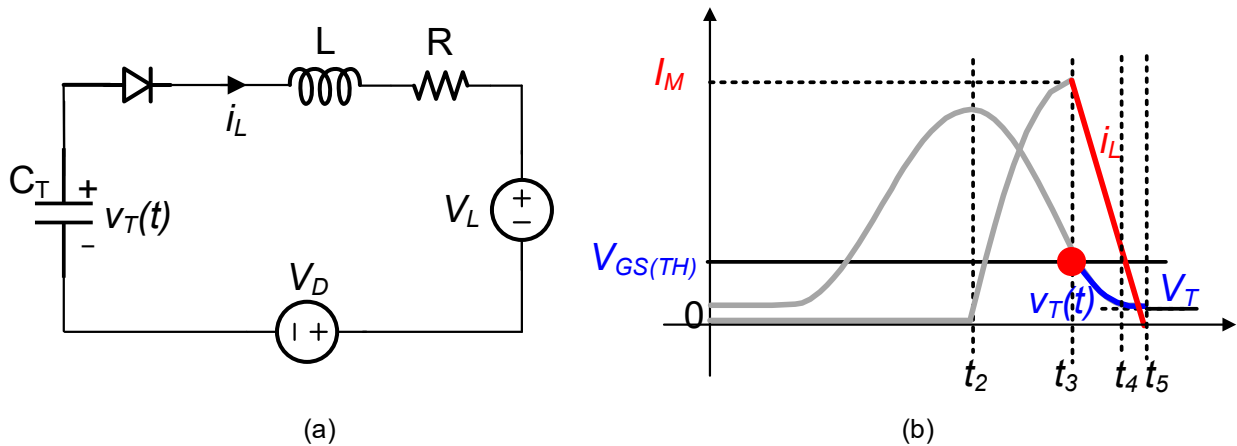 L
R
i_L
C_T
+
v_T(t)
-
V_L
+
-
V_D
- +
(a)
I_M
i_L
V_GS(TH)
v_T(t)
V_T
0
t_2
t_3
t_4
t_5
(b)